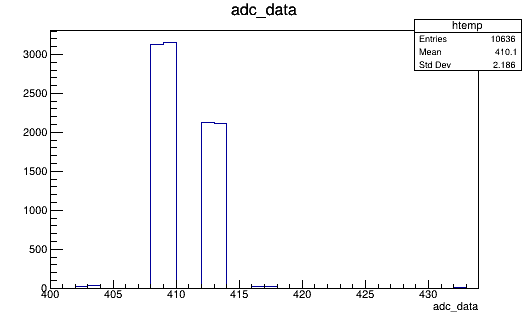 adc_data
htemp
Entries 10636
Mean 410.1
Std Dev 2.186
3000
2500
2000
1500
1000
500
0
400 405 410 415 420 425 430
adc_data